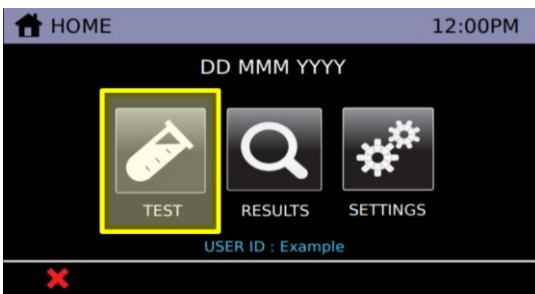 HOME 12:00PM
DD MMM YYYY
TEST RESULTS SETTINGS
USER ID : Example